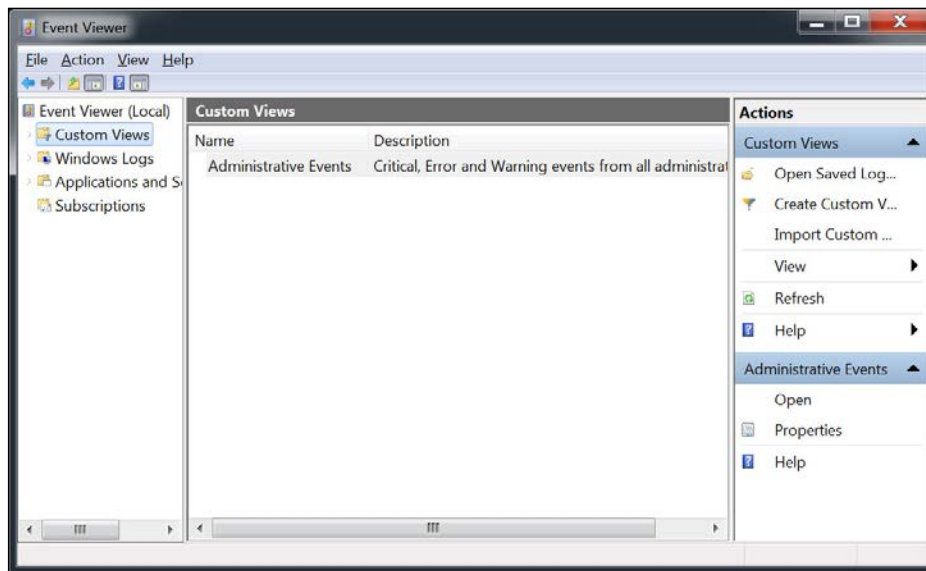 Event Viewer
File Action View Help
Event Viewer (Local)
Custom Views
Windows Logs
Applications and S
Subscriptions
Custom Views
Name Description
Administrative Events Critical, Error and Warning events from all administrat
Actions
Custom Views
Open Saved Log...
Create Custom V...
Import Custom ...
View
Refresh
Help
Administrative Events
Open
Properties
Help